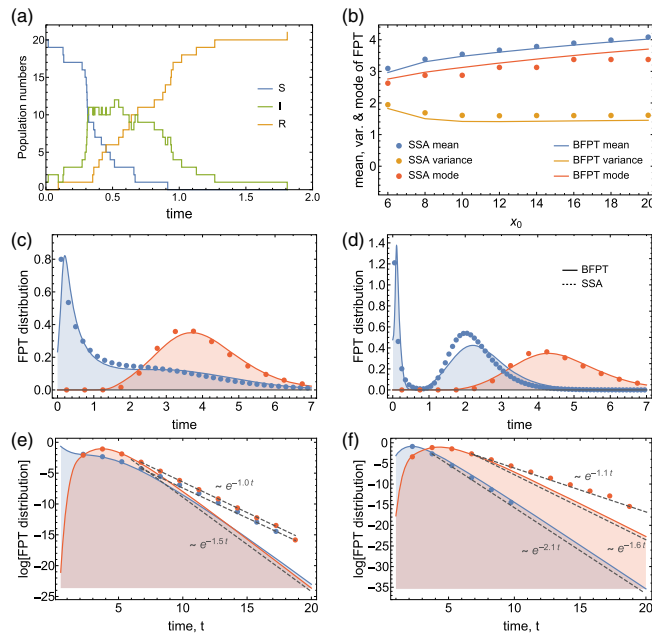 (a)
Population numbers
20
15
10
5
0
S
I
R
0.0 0.5 1.0 1.5 2.0
time
(b)
mean, var. & mode of FPT
4
3
2
1
0
SSA mean
SSA variance
SSA mode
BFPT mean
BFPT variance
BFPT mode
6 8 10 12 14 16 18 20
x0
(c)
FPT distribution
0.8
0.6
0.4
0.2
0.0
0 1 2 3 4 5 6 7
time
(d)
FPT distribution
1.4
1.2
1.0
0.8
0.6
0.4
0.2
0.0
BFPT
SSA
0 1 2 3 4 5 6 7
time
(e)
log[FPT distribution]
0
−5
−10
−15
−20
−25
~ e−1.0 t
~ e−1.5 t
5 10 15 20
time, t
(f)
log[FPT distribution]
0
−5
−10
−15
−20
−25
−30
−35
~ e−1.1 t
~ e−2.1 t
~ e−1.6 t
5 10 15 20
time, t